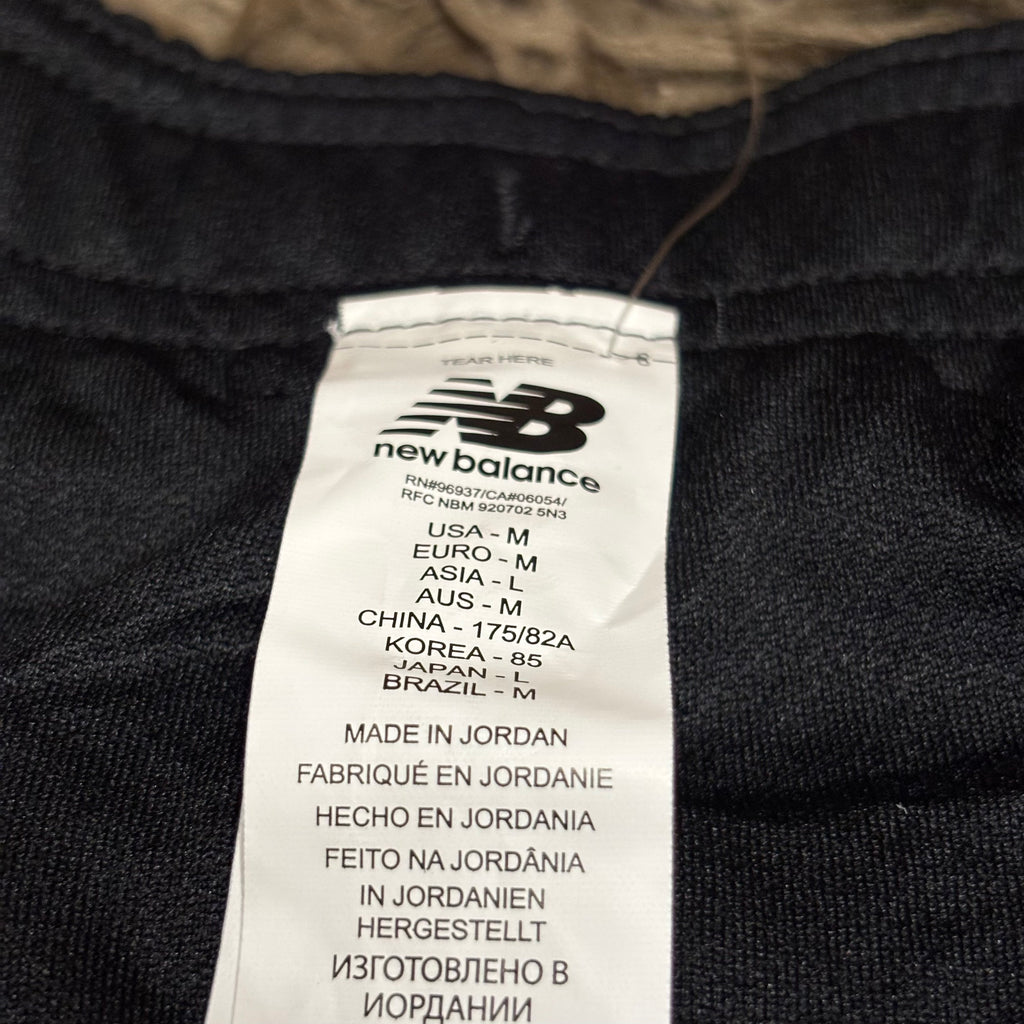 TEAR HERE
NB
new balance
RN#96937/CA#06054/
RFC NBM 920702 5N3
USA - M
EURO - M
ASIA - L
AUS - M
CHINA - 175/82A
KOREA - 85
JAPAN - L
BRAZIL - M
MADE IN JORDAN
FABRIQUÉ EN JORDANIE
HECHO EN JORDANIA
FEITO NA JORDÂNIA
IN JORDANIEN
HERGESTELLT
ИЗГОТОВЛЕНО В
ИОРДАНИИ